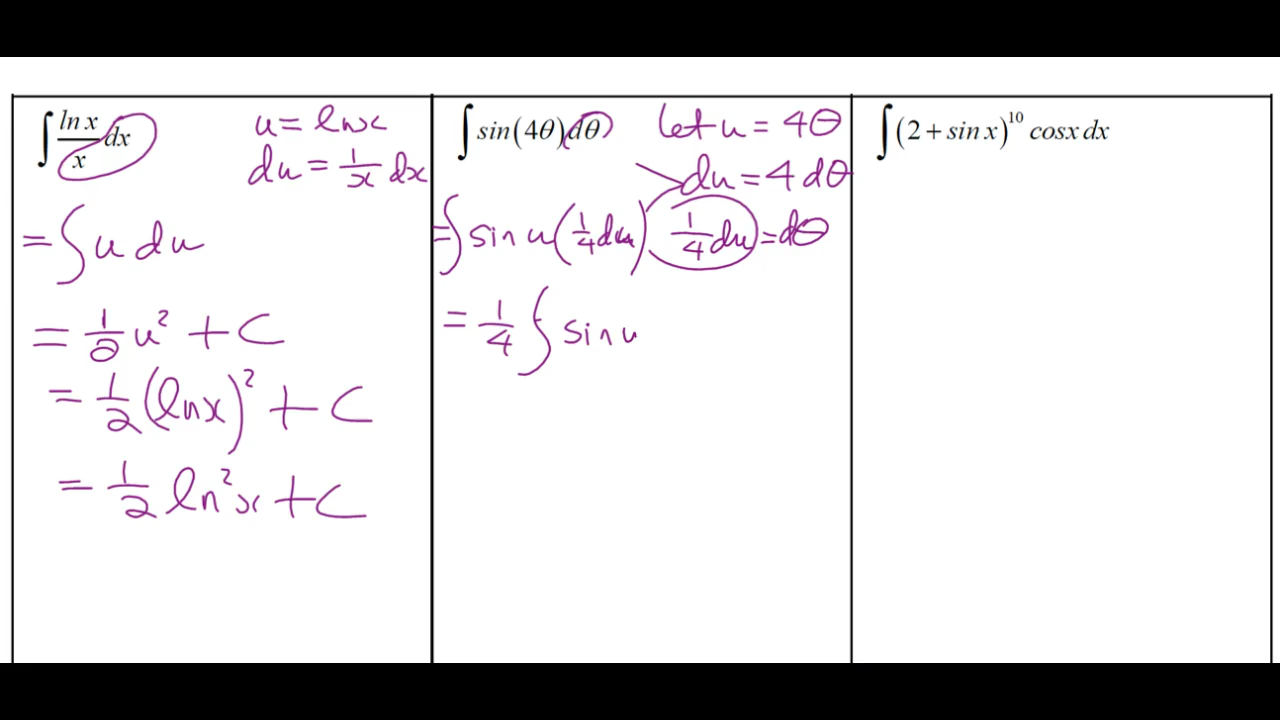 ∫ ln x / x dx
u = ln x
du = 1/x dx
= ∫ u du
= 1/2 u² + C
= 1/2 (ln x)² + C
= 1/2 ln² x + C
∫ sin(4θ)dθ
let u = 4θ
du = 4 dθ
1/4 du = dθ
= ∫ sin u (1/4 du)
= 1/4 ∫ sin u
∫ (2 + sin x)¹⁰ cos x dx